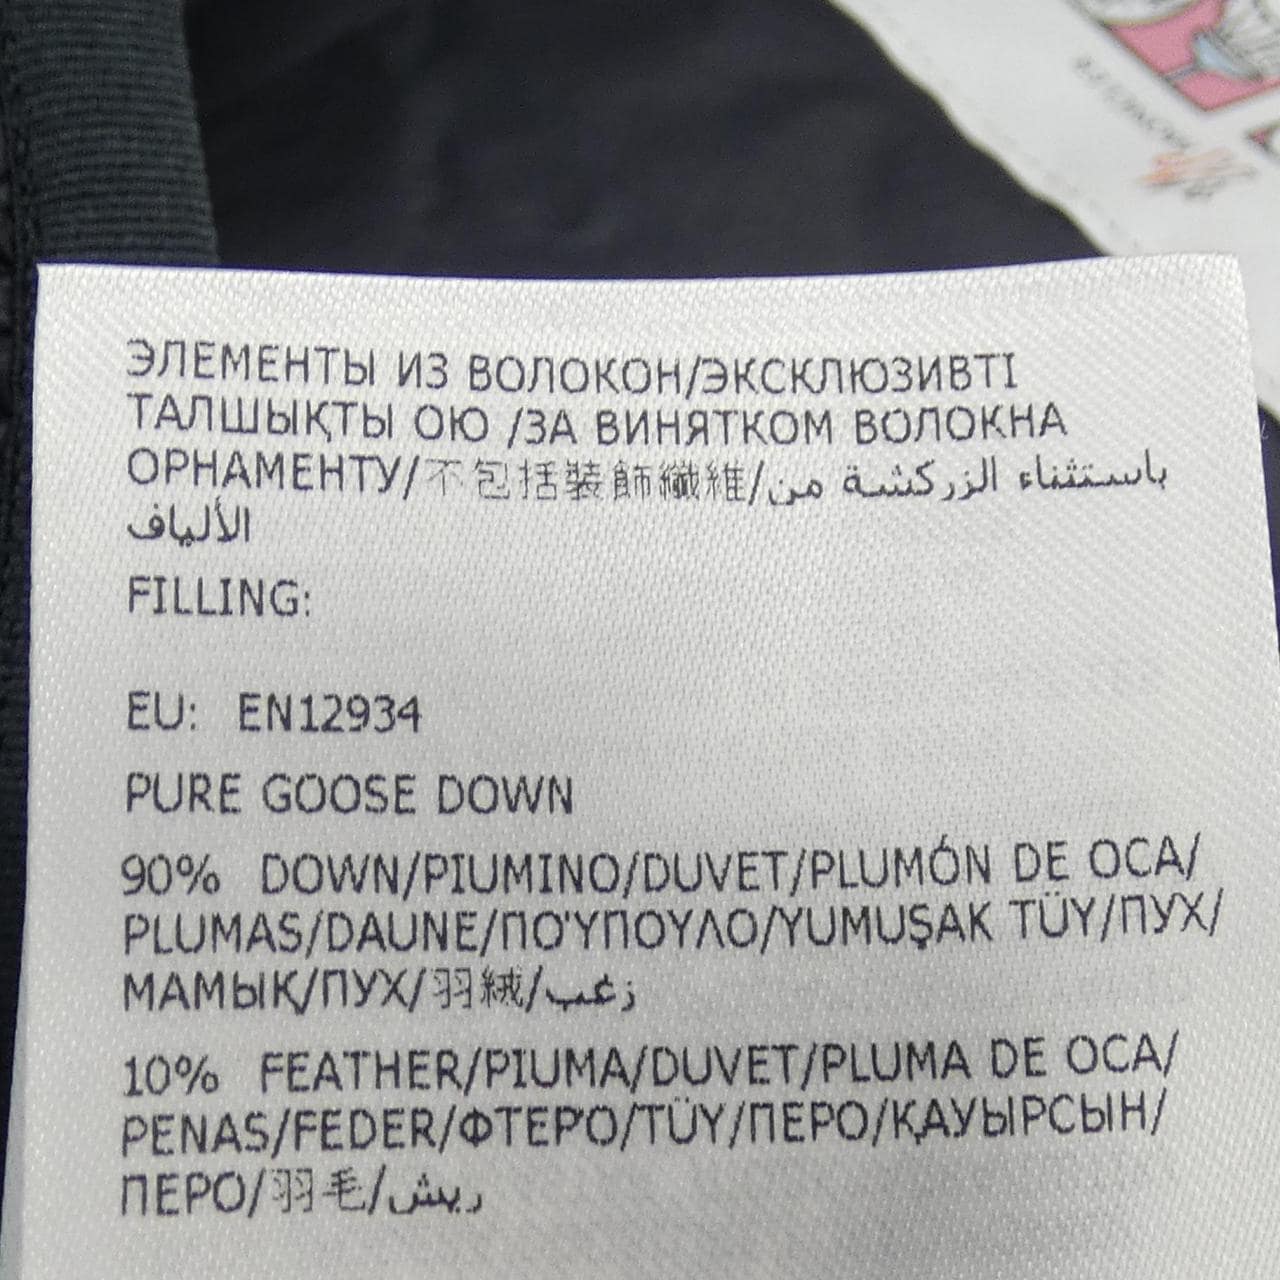 ЭЛЕМЕНТЫ ИЗ ВОЛОКОН/ЭКСКЛЮЗИВТІ
ТАЛШЫҚТЫ ОЮ /ЗА ВИНЯТКОМ ВОЛОКНА
ОРНАМЕНТУ/不包括裝飾纖維/باستثناء الزركشة من
الألياف
FILLING:
EU: EN12934
PURE GOOSE DOWN
90% DOWN/PIUMINO/DUVET/PLUMÓN DE OCA/
PLUMAS/DAUNE/ΠΟΎΠΟΥΛΟ/YUMUŞAK TÜY/ПУХ/
МАМЫҚ/ПУХ/羽絨/زغب
10% FEATHER/PIUMA/DUVET/PLUMA DE OCA/
PENAS/FEDER/ΦΤΕΡΌ/TÜY/ПЕРО/ҚАУЫРСЫН/
ПЕРО/羽毛/ريش